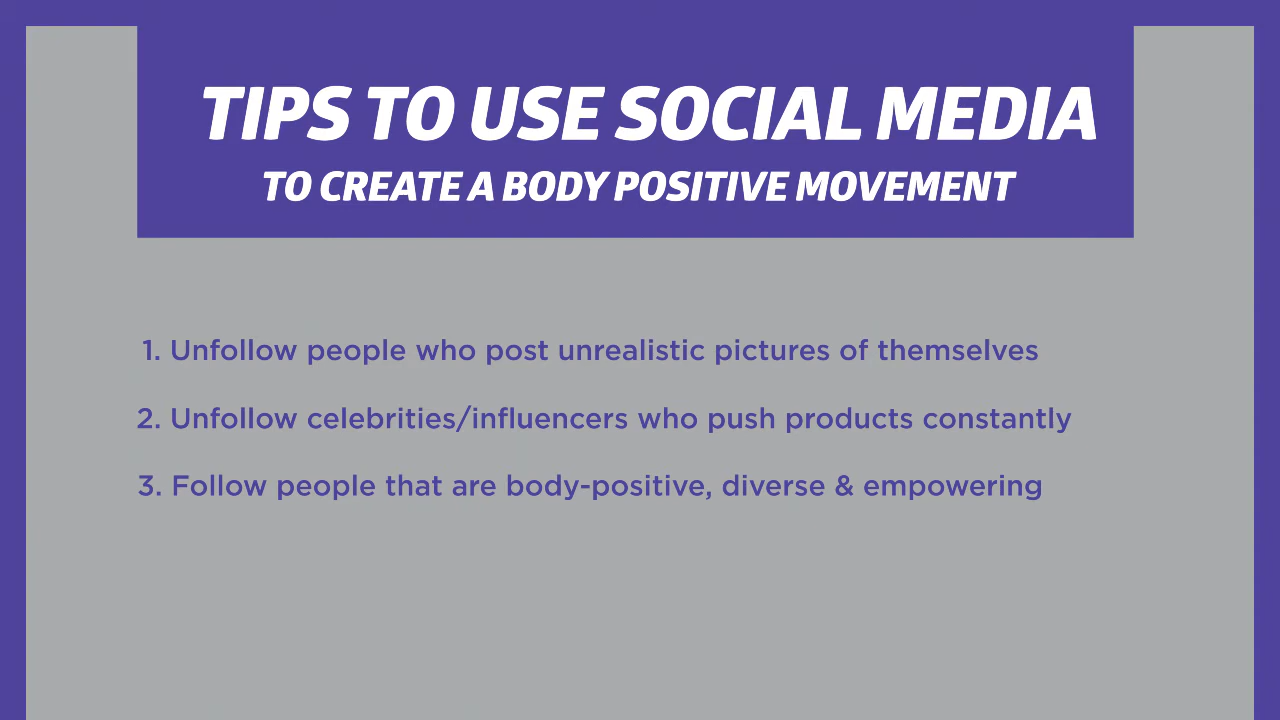 TIPS TO USE SOCIAL MEDIA
TO CREATE A BODY POSITIVE MOVEMENT
1. Unfollow people who post unrealistic pictures of themselves
2. Unfollow celebrities/influencers who push products constantly
3. Follow people that are body-positive, diverse & empowering